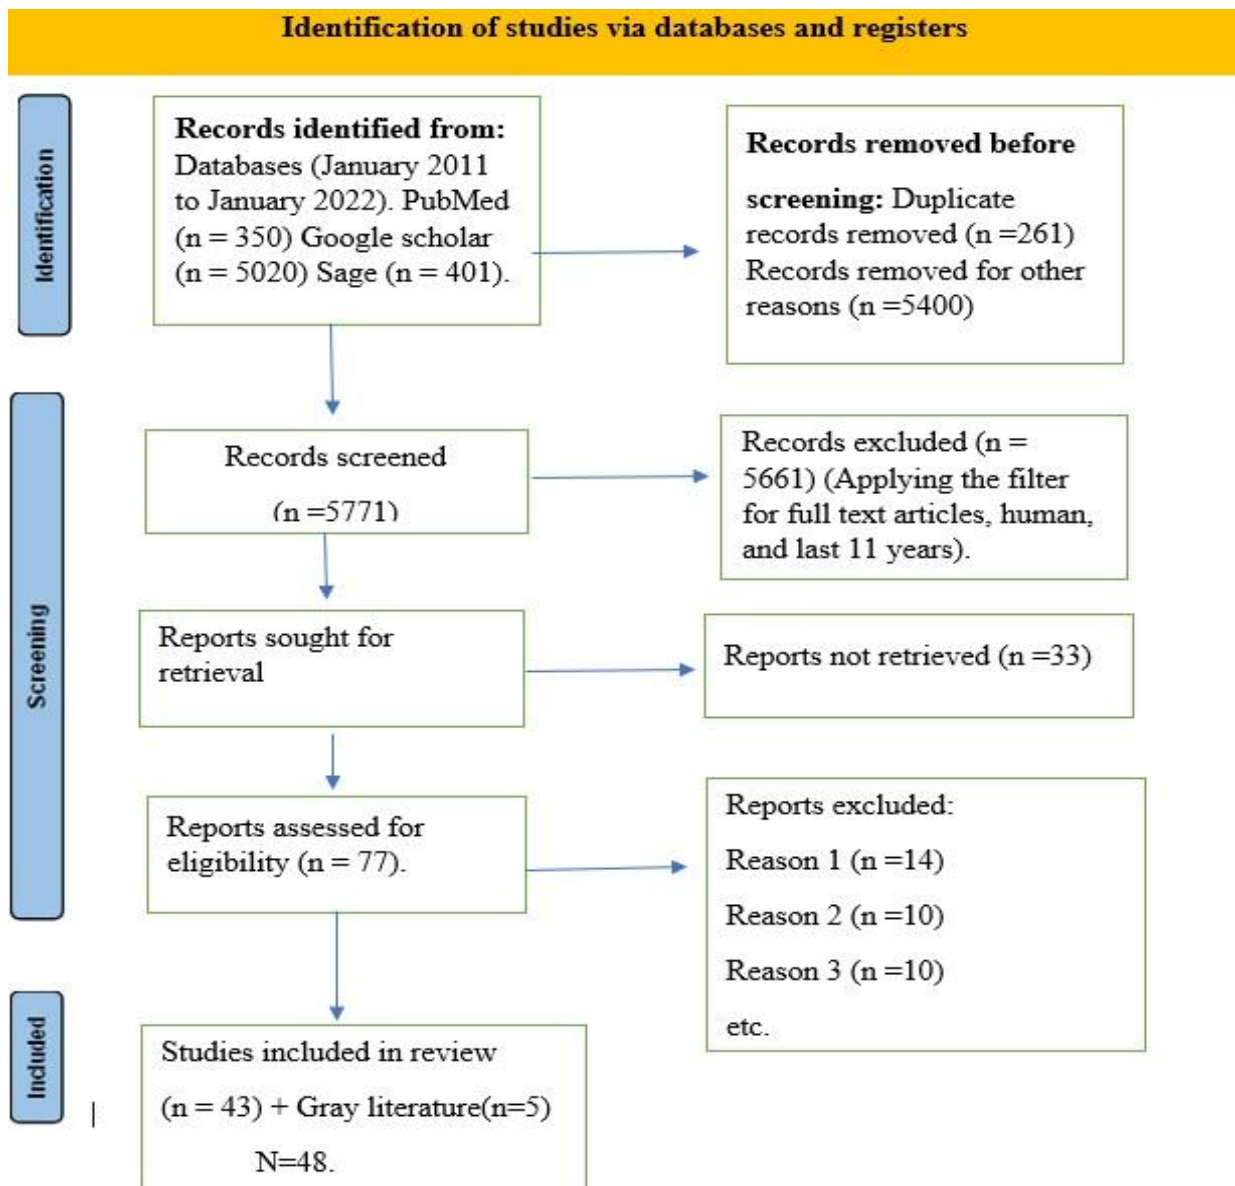 Identification of studies via databases and registers
Identification
Records identified from:
Databases (January 2011
to January 2022). PubMed
(n = 350) Google scholar
(n = 5020) Sage (n = 401).
Records removed before
screening: Duplicate
records removed (n =261)
Records removed for other
reasons (n =5400)
Screening
Records screened
(n =5771)
Records excluded (n =
5661) (Applying the filter
for full text articles, human,
and last 11 years).
Reports sought for
retrieval
Reports not retrieved (n =33)
Reports assessed for
eligibility (n = 77).
Reports excluded:
Reason 1 (n =14)
Reason 2 (n =10)
Reason 3 (n =10)
etc.
Included
Studies included in review
(n = 43) + Gray literature(n=5)
N=48.